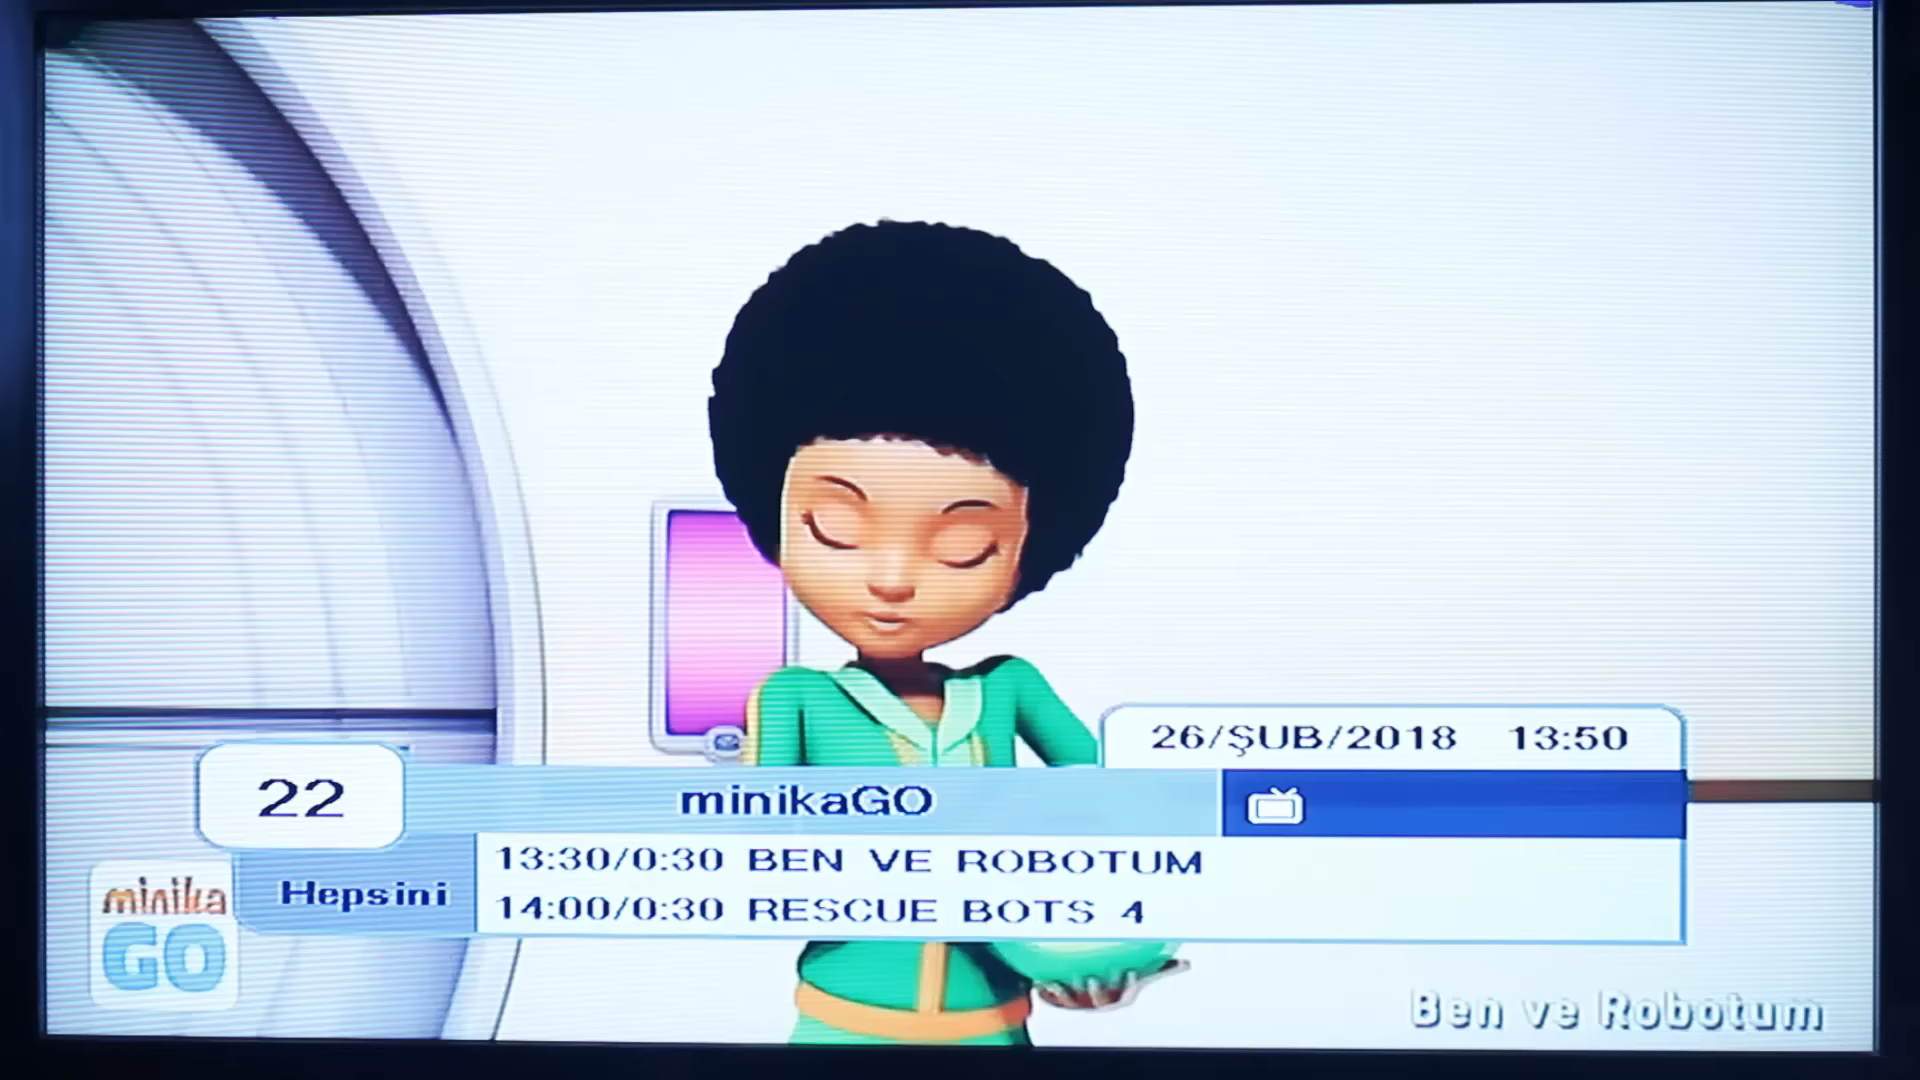 26/ŞUB/2018 13:50
22
minikaGO
Hepsini
13:30/0:30 BEN VE ROBOTUM
14:00/0:30 RESCUE BOTS 4
minika
GO
Ben ve Robotum